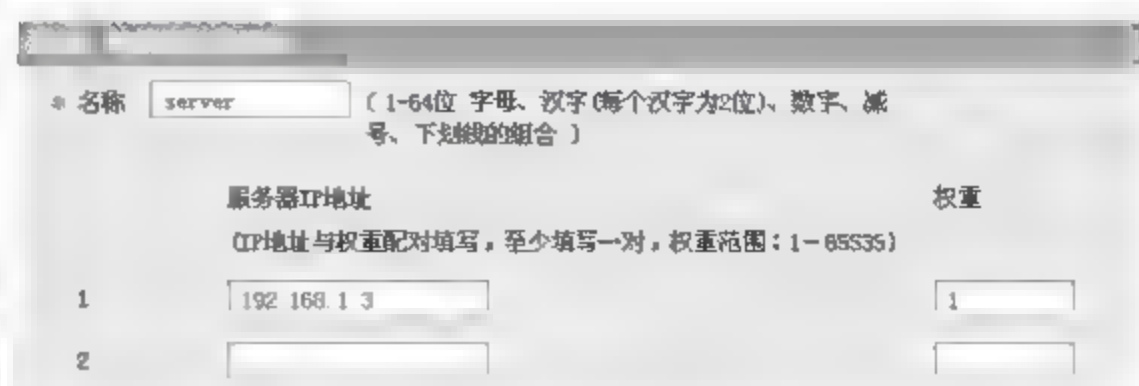 * 名称 server (1-64位 字母、汉字(每个汉字为2位)、数字、减
号、下划线的组合 )
服务器IP地址 权重
(IP地址与权重配对填写,至少填写一对,权重范围:1-65535)
1 192.168.1.3 1
2